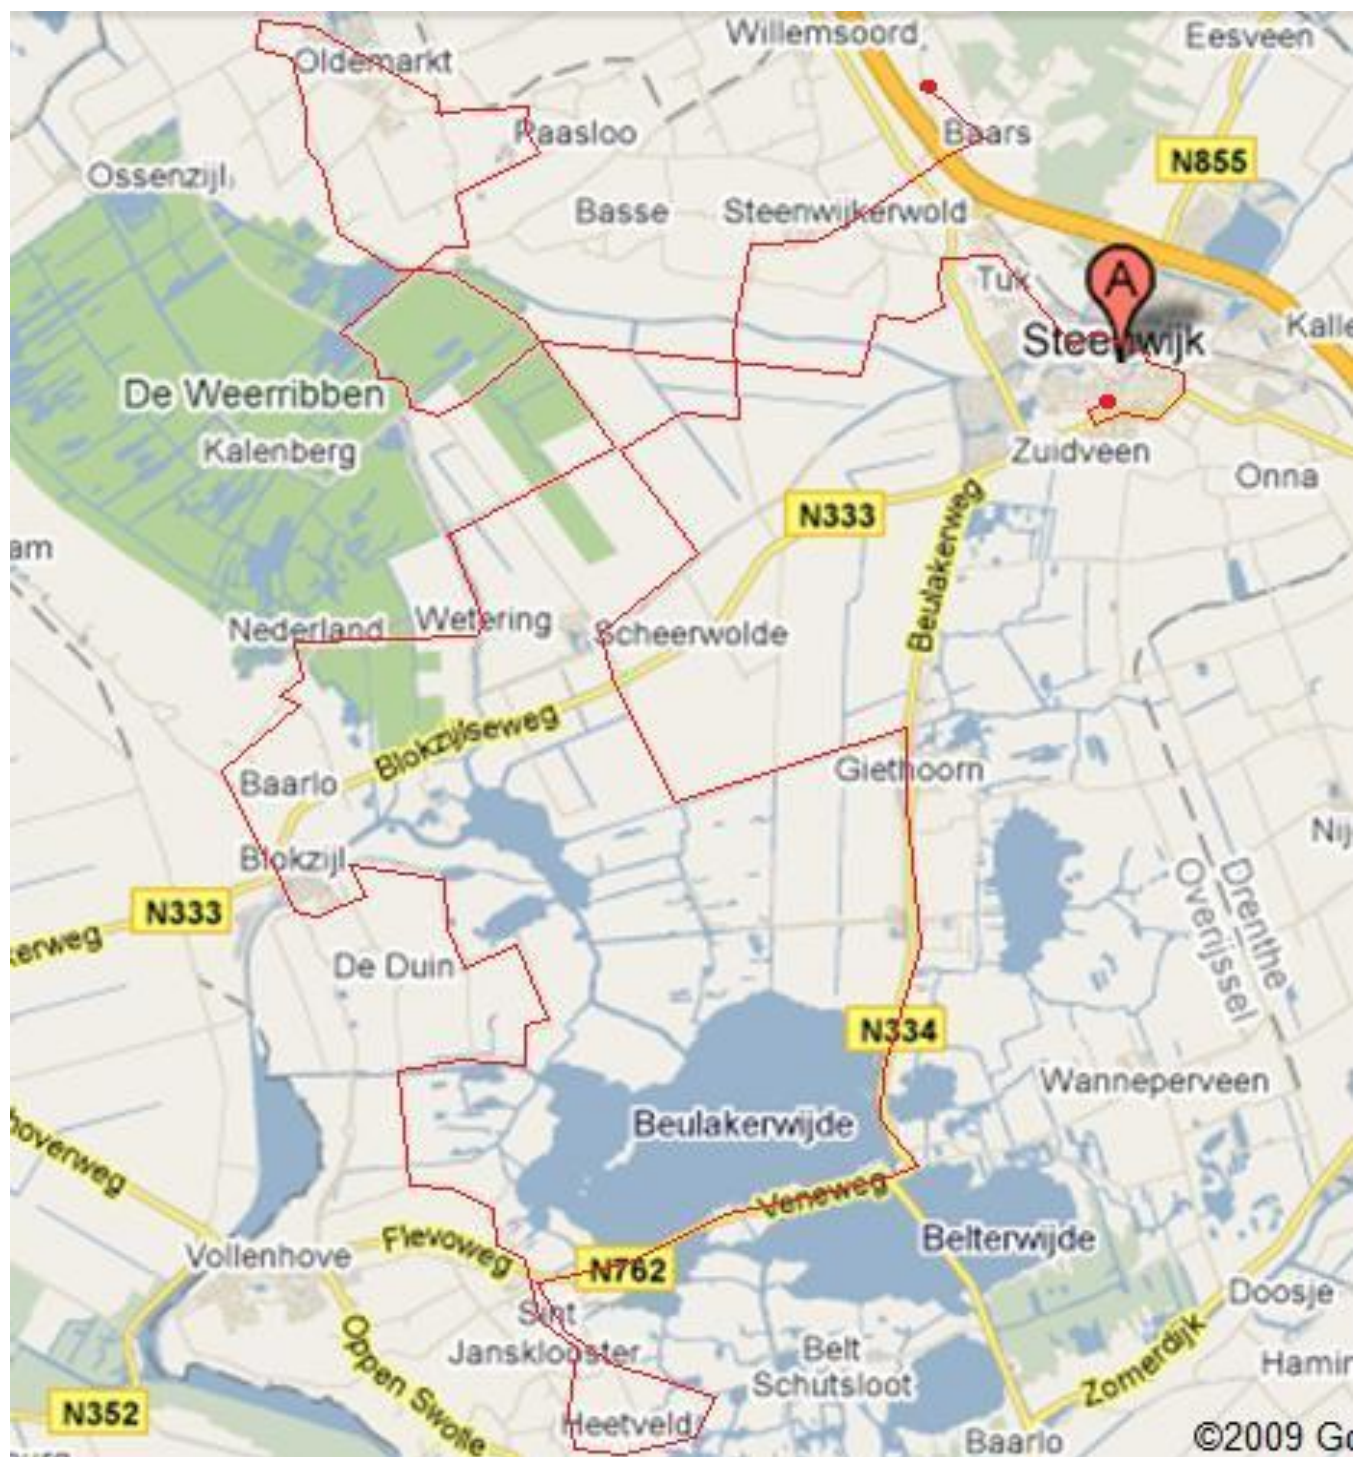 Willemsoord
Eesveen
Oldemarkt
Paasloo
Baars
N855
Ossenzijl
Basse
Steenwijkerwold
Tuk
A
Steenwijk
Kalle
De Weerribben
Kalenberg
Zuidveen
Onna
N333
Beulakerweg
am
Nederland
Wetering
Scheerwolde
Blokzijlseweg
Baarlo
Giethoorn
Blokzijl
Nij
N333
kerweg
Drenthe
Overijssel
De Duin
N334
Wanneperveen
Beulakerwijde
hoverweg
Veneweg
Vollenhove
Flevoweg
N762
Belterwijde
Doosje
Sint
Jansklooster
Oppen Swolle
Belt
Schutsloot
Zomerdijk
Hamin
N352
Heetveld
Baarlo
©2009 Go